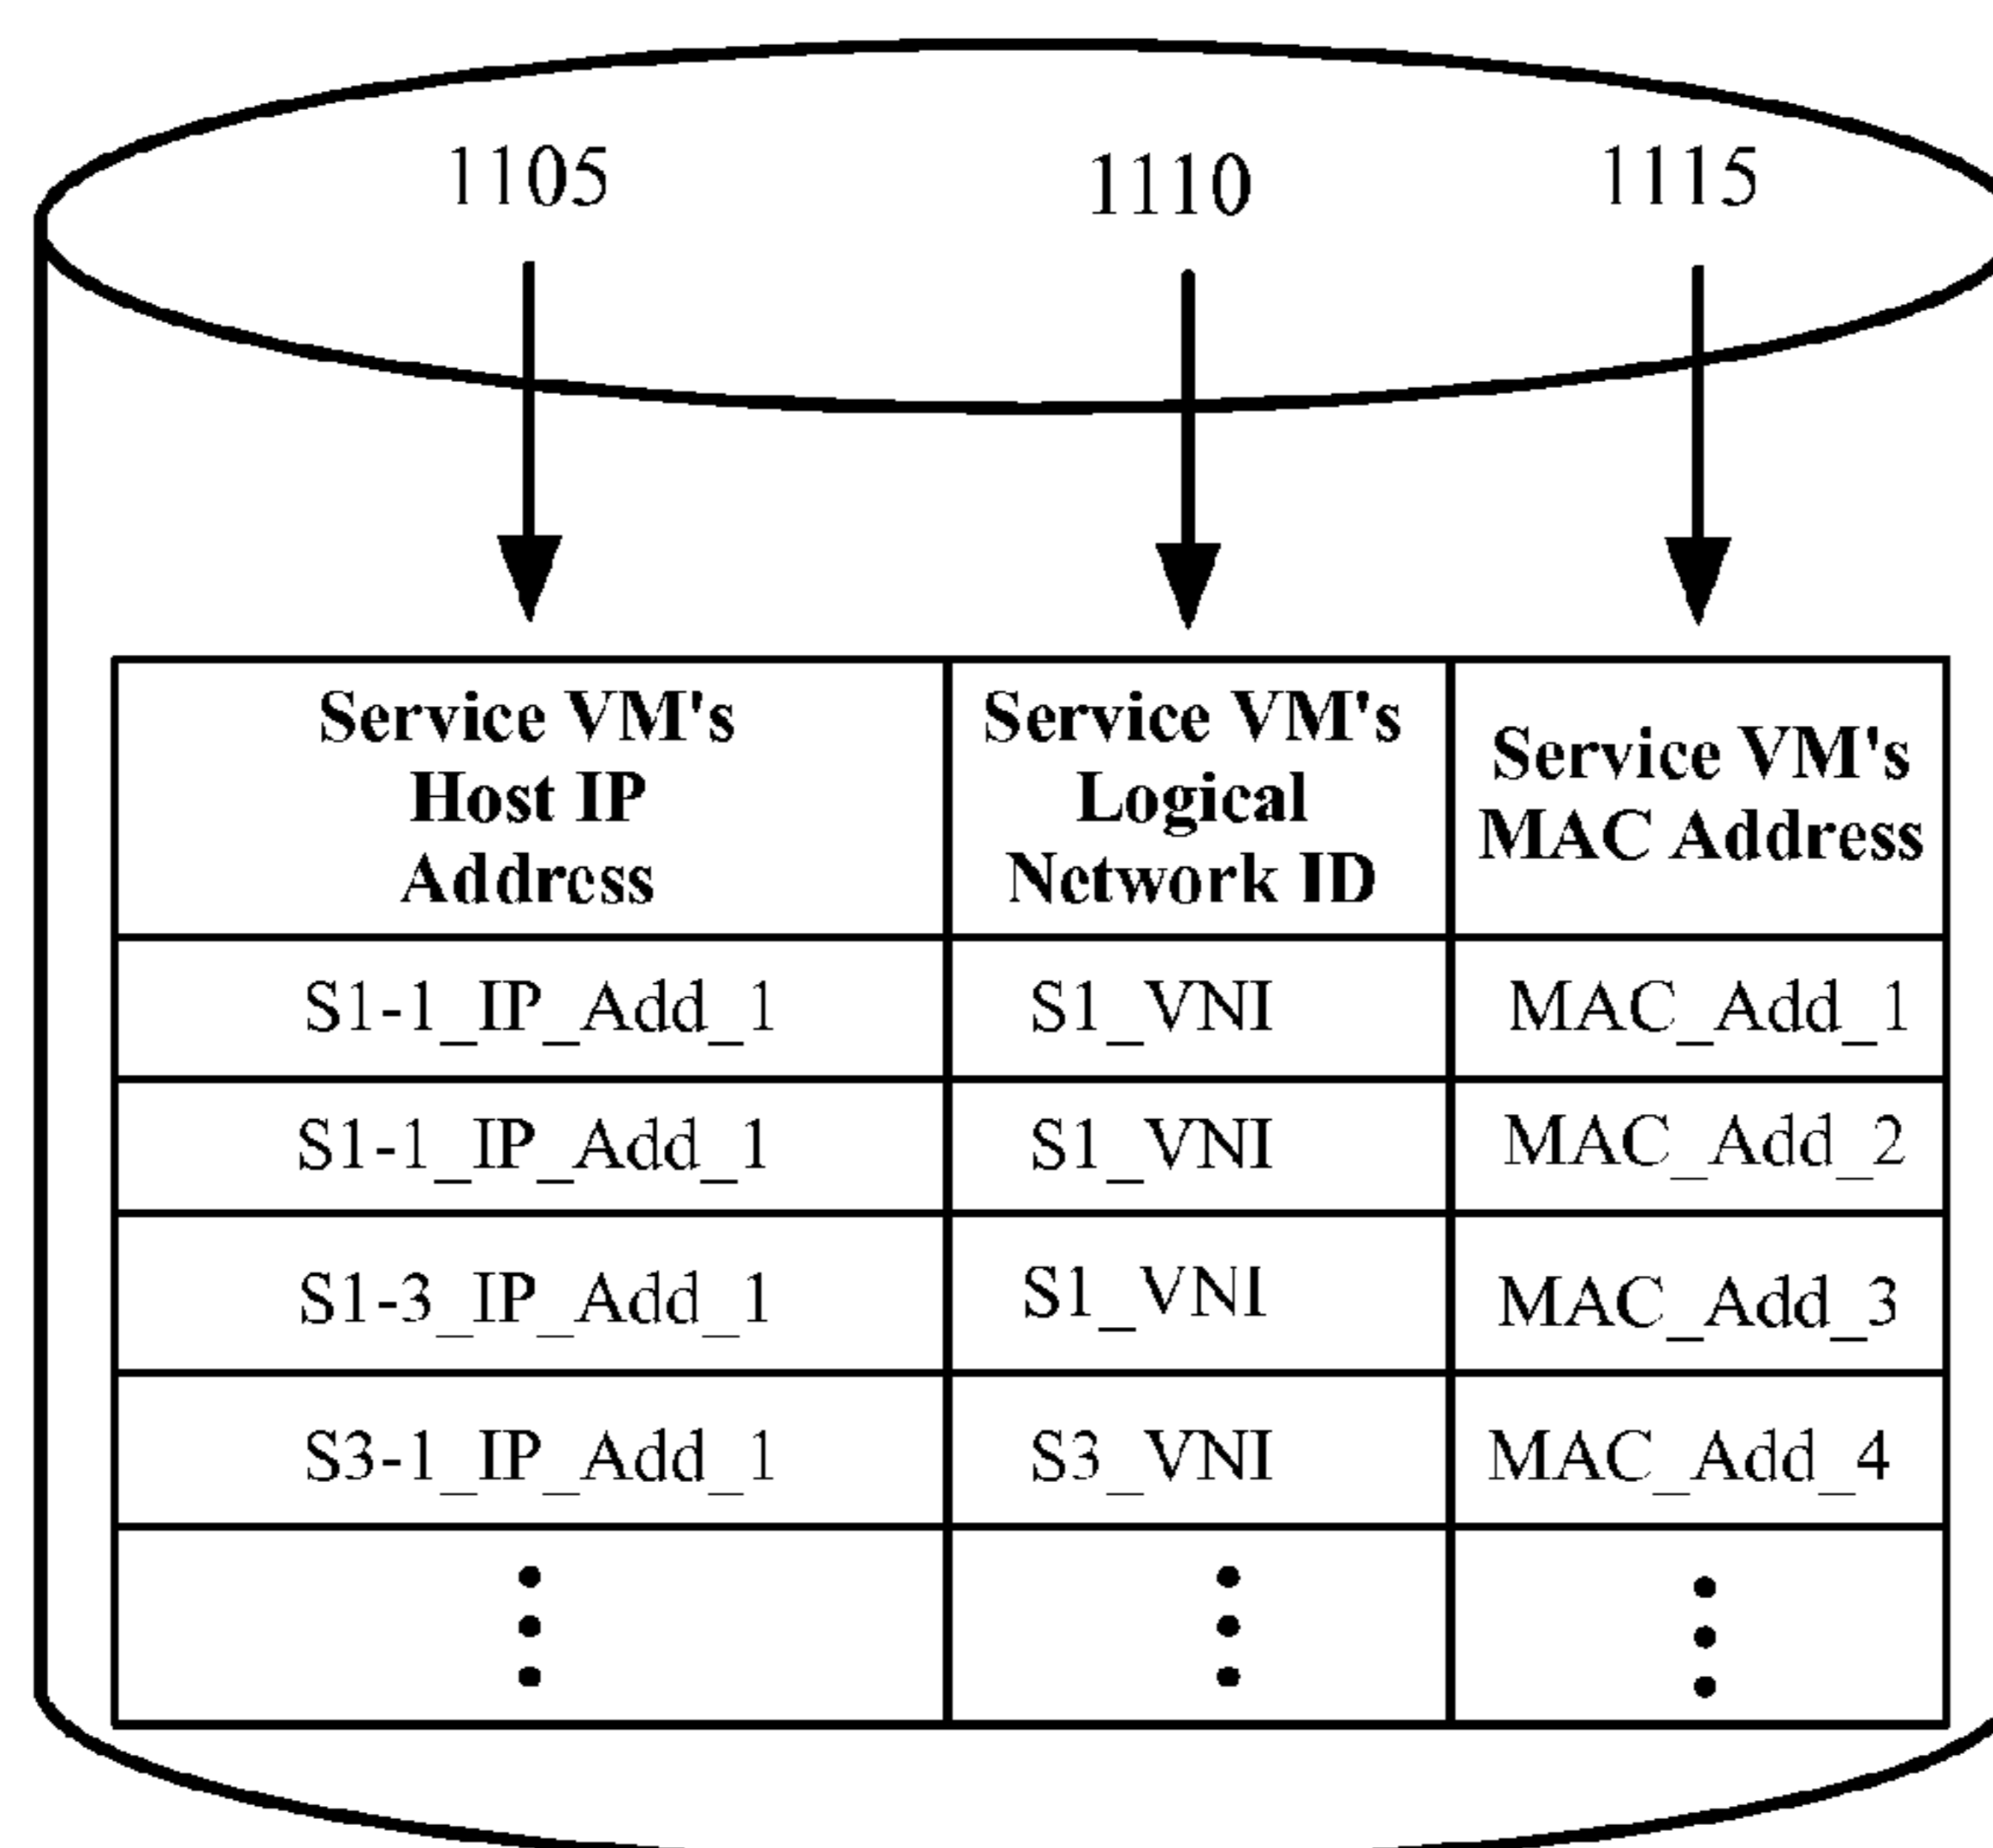 1105 1110 1115
Service VM's Host IP Address
Service VM's Logical Network ID
Service VM's MAC Address
S1-1_IP_Add_1 S1_VNI MAC_Add_1
S1-1_IP_Add_1 S1_VNI MAC_Add_2
S1-3_IP_Add_1 S1_VNI MAC_Add_3
S3-1_IP_Add_1 S3_VNI MAC_Add_4